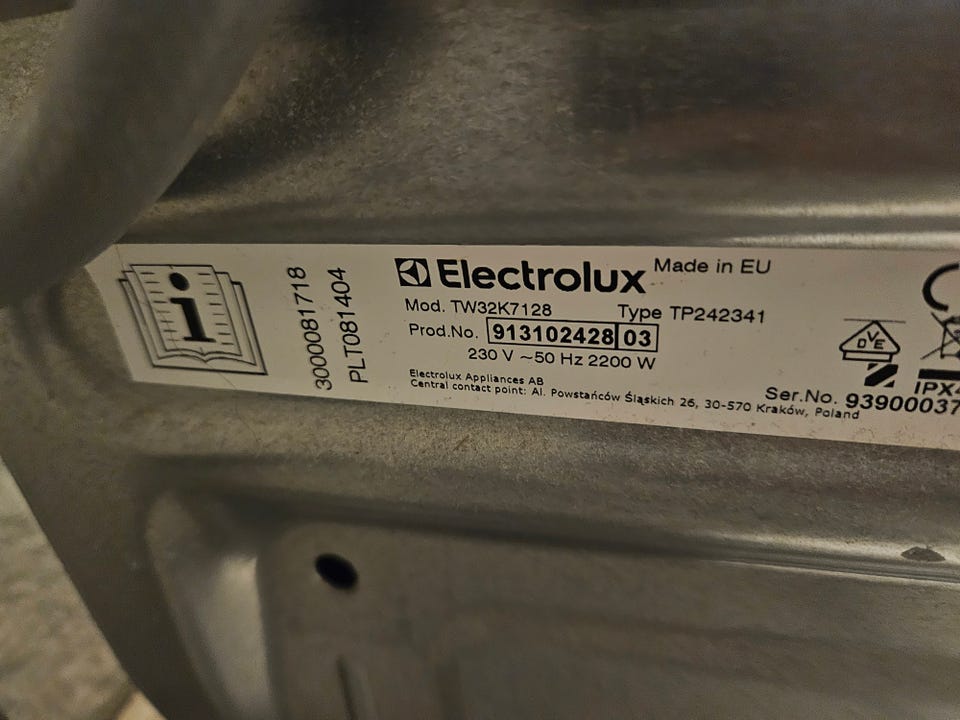 3000081718
PLT081404
Electrolux Made in EU
Mod. TW32K7128 Type TP242341
Prod.No. 913102428 03
230 V ~50 Hz 2200 W
Electrolux Appliances AB
Central contact point: Al. Powstańców Śląskich 26, 30-570 Kraków, Poland
DVE
IPX4
Ser.No. 93900037